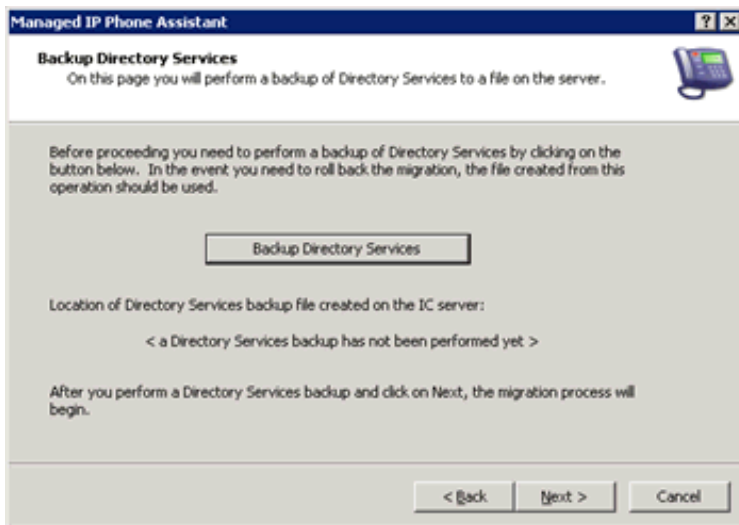 Managed IP Phone Assistant
Backup Directory Services
On this page you will perform a backup of Directory Services to a file on the server.
Before proceeding you need to perform a backup of Directory Services by clicking on the
button below. In the event you need to roll back the migration, the file created from this
operation should be used.
Backup Directory Services
Location of Directory Services backup file created on the IC server:
< a Directory Services backup has not been performed yet >
After you perform a Directory Services backup and click on Next, the migration process will
begin.
< Back
Next >
Cancel